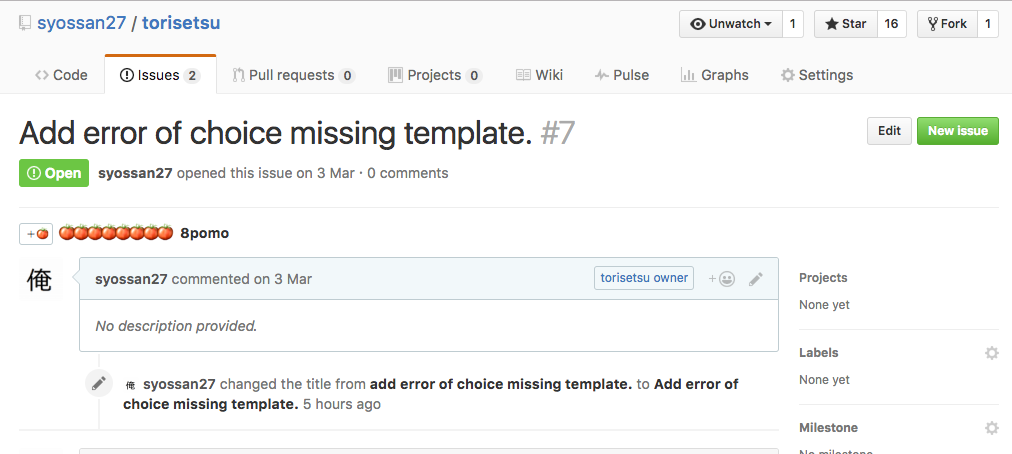 syossan27 / torisetsu
Unwatch 1 Star 16 Fork 1
Code Issues 2 Pull requests 0 Projects 0 Wiki Pulse Graphs Settings
Add error of choice missing template. #7
Edit New issue
Open syossan27 opened this issue on 3 Mar · 0 comments
+ 8pomo
俺
syossan27 commented on 3 Mar torisetsu owner +
No description provided.
俺 syossan27 changed the title from add error of choice missing template. to Add error of
choice missing template. 5 hours ago
Projects
None yet
Labels
None yet
Milestone
No milestone